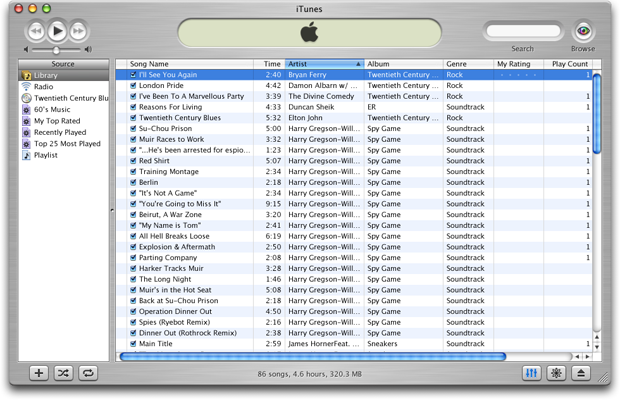 iTunes
Search
Browse
Source
Library
Radio
Twentieth Century Blu
60's Music
My Top Rated
Recently Played
Top 25 Most Played
Playlist
Song Name Time Artist Album Genre My Rating Play Count
I'll See You Again 2:40 Bryan Ferry Twentieth Century ... Rock 1
London Pride 4:42 Damon Albarn w/ ... Twentieth Century ... Rock
I've Been To A Marvellous Party 3:39 The Divine Comedy Twentieth Century ... Rock 1
Reasons For Living 4:33 Duncan Sheik ER Soundtrack 1
Twentieth Century Blues 5:32 Elton John Twentieth Century ... Rock 1
Su-Chou Prison 5:00 Harry Gregson-Will... Spy Game Soundtrack 1
Muir Races to Work 3:32 Harry Gregson-Will... Spy Game Soundtrack 1
"...He's been arrested for espio... 1:23 Harry Gregson-Will... Spy Game Soundtrack 1
Red Shirt 5:07 Harry Gregson-Will... Spy Game Soundtrack 1
Training Montage 2:34 Harry Gregson-Will... Spy Game Soundtrack 1
Berlin 2:18 Harry Gregson-Will... Spy Game Soundtrack 1
"It's Not A Game" 2:34 Harry Gregson-Will... Spy Game Soundtrack 1
"You're Going to Miss It" 9:15 Harry Gregson-Will... Spy Game Soundtrack 1
Beirut, A War Zone 3:20 Harry Gregson-Will... Spy Game Soundtrack 1
"My Name is Tom" 2:41 Harry Gregson-Will... Spy Game Soundtrack 1
All Hell Breaks Loose 6:19 Harry Gregson-Will... Spy Game Soundtrack 1
Explosion & Aftermath 2:50 Harry Gregson-Will... Spy Game Soundtrack 1
Parting Company 2:08 Harry Gregson-Will... Spy Game Soundtrack 1
Harker Tracks Muir 3:28 Harry Gregson-Will... Spy Game Soundtrack
The Long Night 1:46 Harry Gregson-Will... Spy Game Soundtrack
Muir's in the Hot Seat 5:08 Harry Gregson-Will... Spy Game Soundtrack
Back at Su-Chou Prison 2:18 Harry Gregson-Will... Spy Game Soundtrack
Operation Dinner Out 4:50 Harry Gregson-Will... Spy Game Soundtrack
Spies (Ryebot Remix) 2:16 Harry Gregson-Will... Spy Game Soundtrack
Dinner Out (Rothrock Remix) 2:38 Harry Gregson-Will... Spy Game Soundtrack
Main Title 2:59 James HornerFeat. ... Sneakers Soundtrack 1
86 songs, 4.6 hours, 320.3 MB